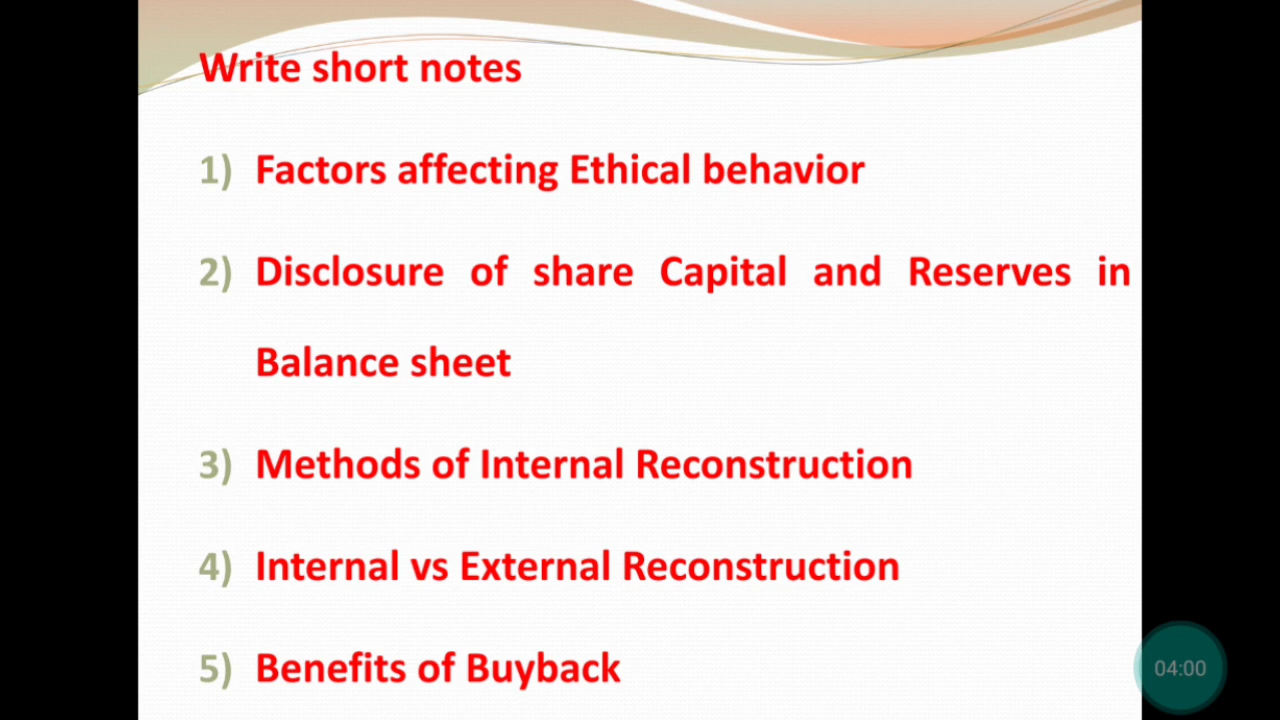 Write short notes
1) Factors affecting Ethical behavior
2) Disclosure of share Capital and Reserves in
Balance sheet
3) Methods of Internal Reconstruction
4) Internal vs External Reconstruction
5) Benefits of Buyback
04:00